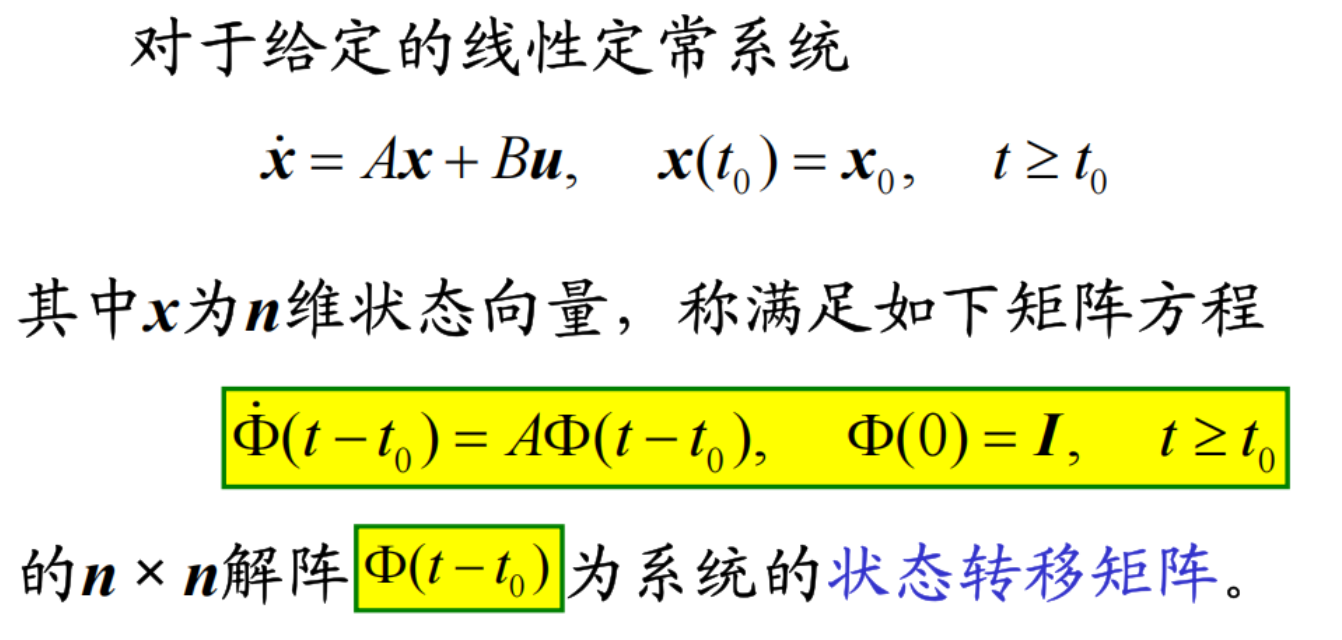 对于给定的线性定常系统
ẋ = Ax + Bu, x(t₀) = x₀, t ≥ t₀
其中x为n维状态向量，称满足如下矩阵方程
Φ̇(t − t₀) = AΦ(t − t₀), Φ(0) = I, t ≥ t₀
的n × n解阵Φ(t − t₀)为系统的状态转移矩阵。